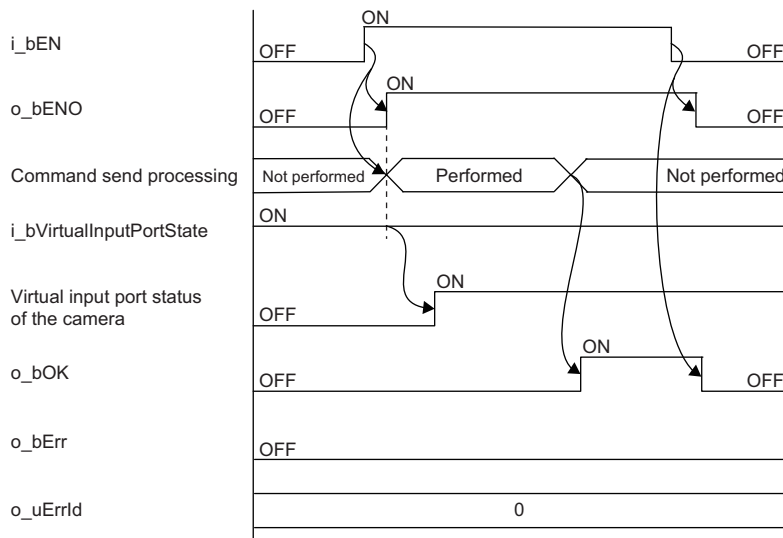 ON
i_bEN
OFF
OFF
ON
o_bENO
OFF
OFF
Command send processing
Not performed
Performed
Not performed
ON
i_bVirtualInputPortState
ON
Virtual input port status
of the camera
OFF
ON
o_bOK
OFF
OFF
o_bErr
OFF
o_uErrId
0